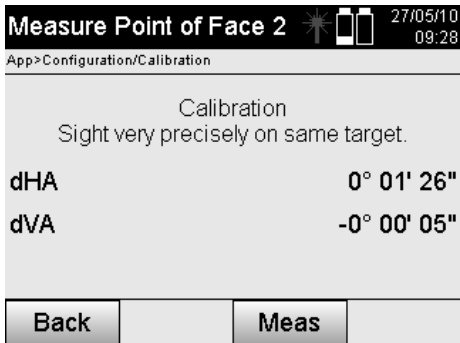 Measure Point of Face 2
27/05/10
09:28
App>Configuration/Calibration
Calibration
Sight very precisely on same target.
dHA 0° 01' 26"
dVA -0° 00' 05"
Back Meas